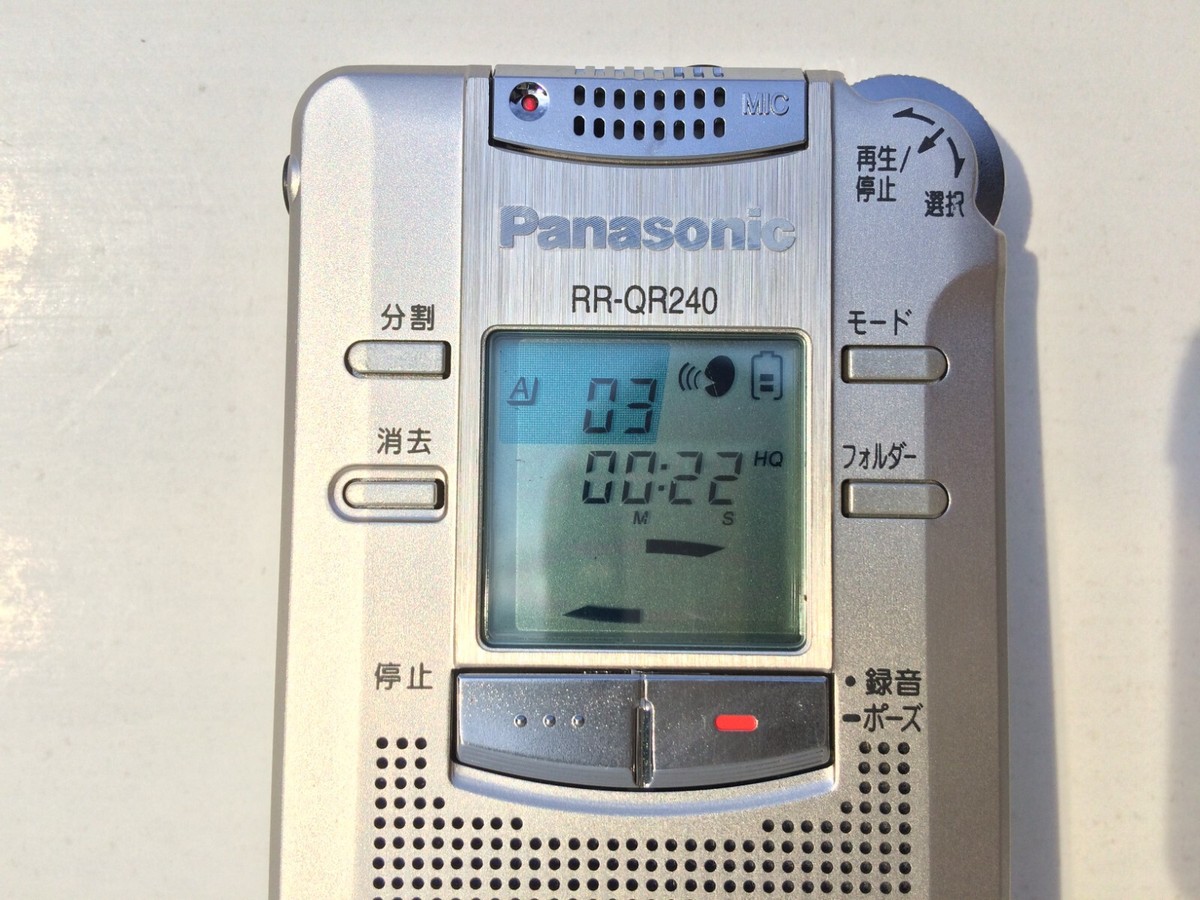 MIC
再生/
停止
選択
Panasonic
RR-QR240
分割
モード
A
03
消去
00:22 HQ
M S
フォルダー
停止
•録音
━ポーズ